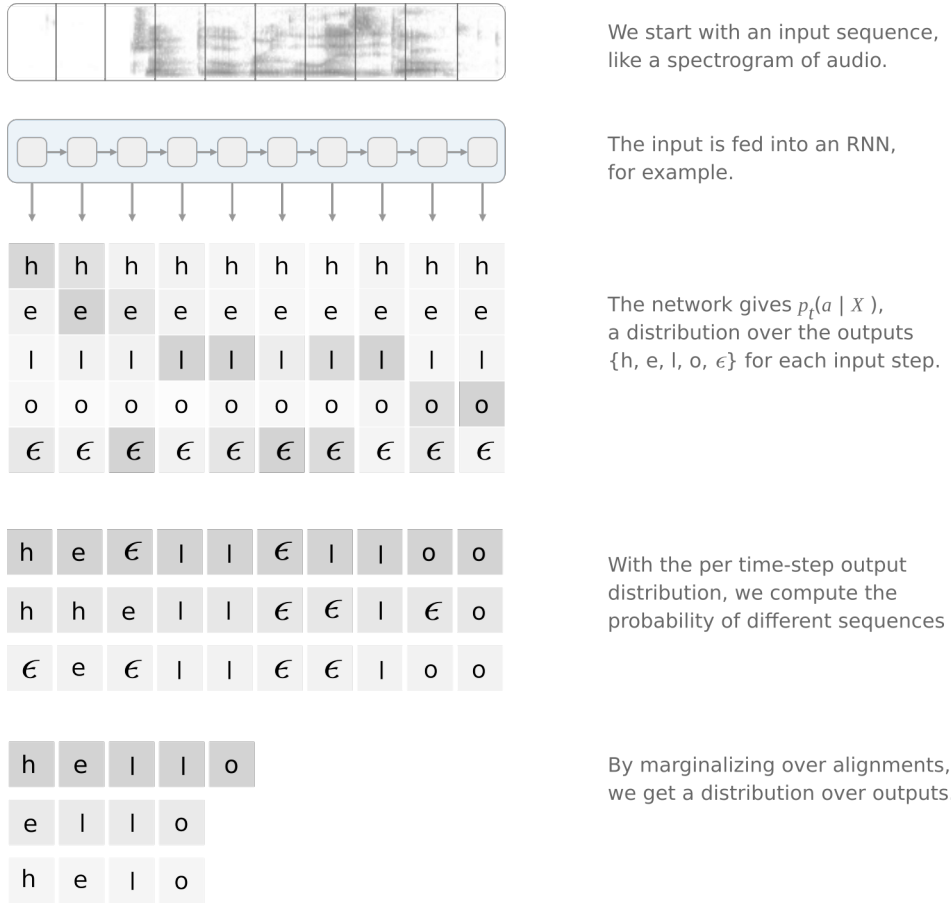 We start with an input sequence,
like a spectrogram of audio.
The input is fed into an RNN,
for example.
h h h h h h h h h h
e e e e e e e e e e
l l l l l l l l l l
o o o o o o o o o o
ϵ ϵ ϵ ϵ ϵ ϵ ϵ ϵ ϵ ϵ
The network gives pₜ(a | X ),
a distribution over the outputs
{h, e, l, o, ϵ} for each input step.
h e ϵ l l ϵ l l o o
h h e l l ϵ ϵ l ϵ o
ϵ e ϵ l l ϵ ϵ l o o
With the per time-step output
distribution, we compute the
probability of different sequences
h e l l o
e l l o
h e l o
By marginalizing over alignments,
we get a distribution over outputs